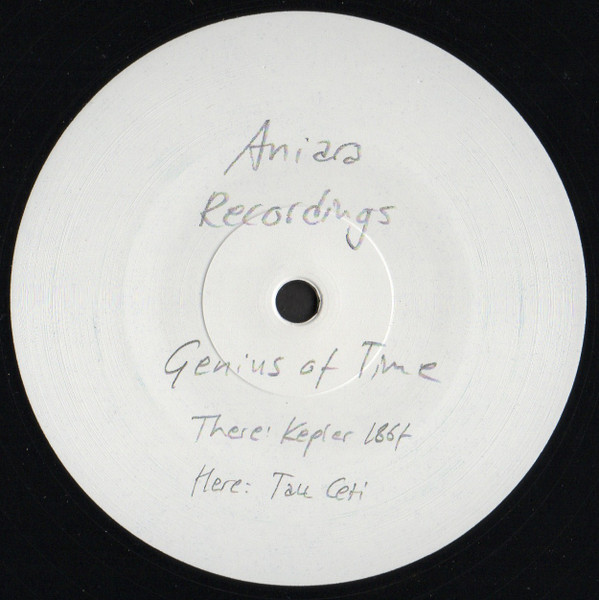 Aniara
Recordings
Genius of Time
There: Kepler 186f
Here: Tau Ceti